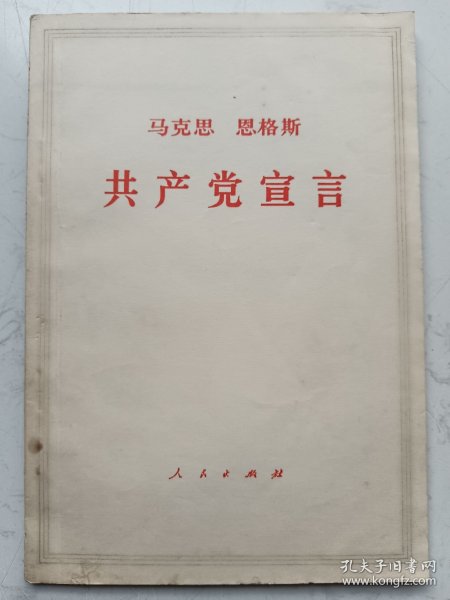 马克思 恩格斯
共产党宣言
人民出版社
孔夫子旧书网
www.kongfz.com